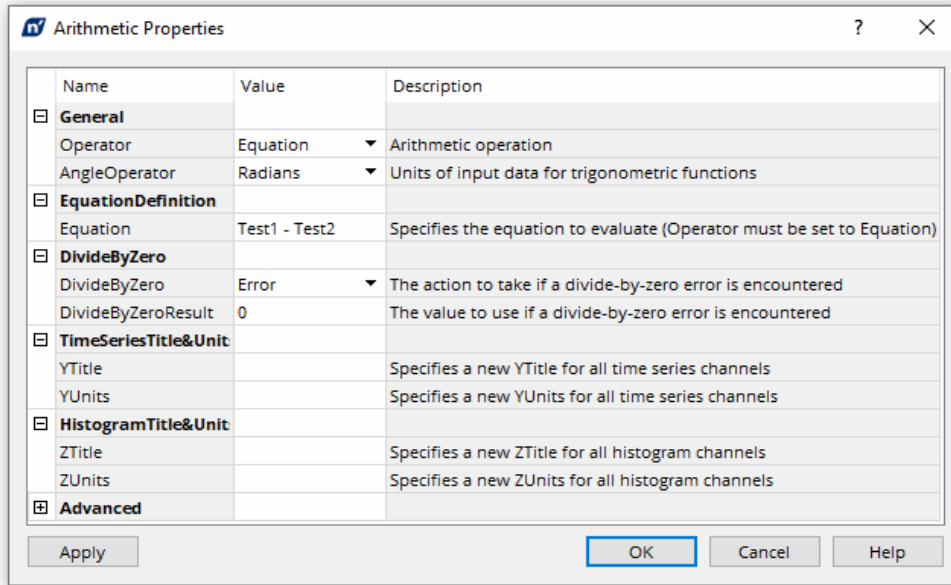 Arithmetic Properties
Name Value Description
General
Operator Equation Arithmetic operation
AngleOperator Radians Units of input data for trigonometric functions
EquationDefinition
Equation Test1 - Test2 Specifies the equation to evaluate (Operator must be set to Equation)
DivideByZero
DivideByZero Error The action to take if a divide-by-zero error is encountered
DivideByZeroResult 0 The value to use if a divide-by-zero error is encountered
TimeSeriesTitle&Unit
YTitle Specifies a new YTitle for all time series channels
YUnits Specifies a new YUnits for all time series channels
HistogramTitle&Unit
ZTitle Specifies a new ZTitle for all histogram channels
ZUnits Specifies a new ZUnits for all histogram channels
Advanced
Apply OK Cancel Help